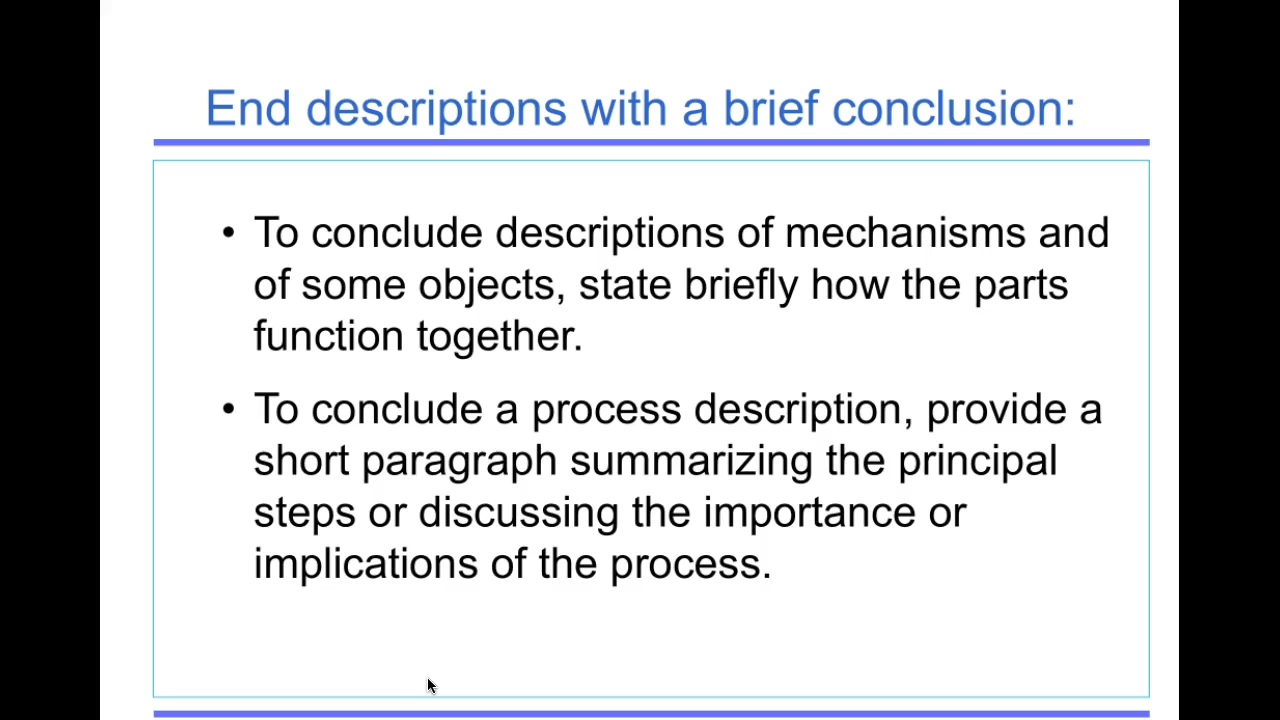 End descriptions with a brief conclusion:
• To conclude descriptions of mechanisms and
of some objects, state briefly how the parts
function together.
• To conclude a process description, provide a
short paragraph summarizing the principal
steps or discussing the importance or
implications of the process.